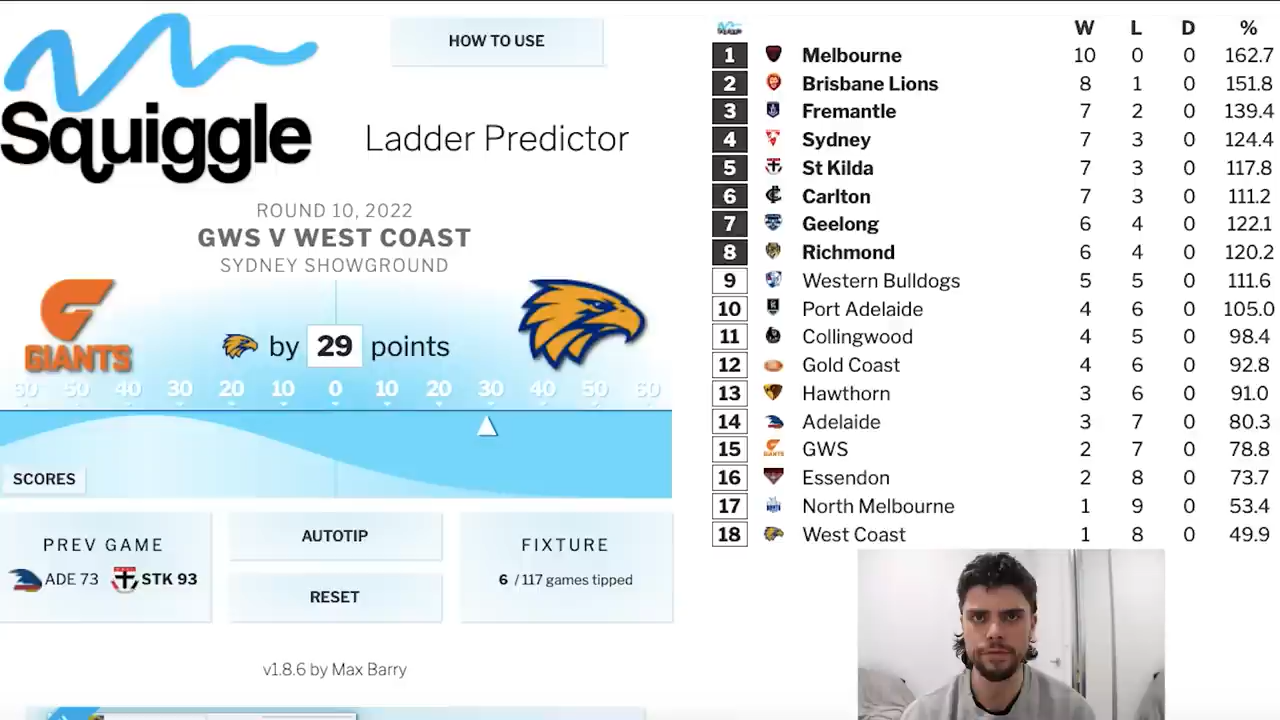 HOW TO USE
Squiggle
Ladder Predictor
ROUND 10, 2022
GWS V WEST COAST
SYDNEY SHOWGROUND
GIANTS
by 29 points
50 40 30 20 10 0 10 20 30 40 50 60
SCORES
PREV GAME
ADE 73 STK 93
AUTOTIP
RESET
FIXTURE
6 / 117 games tipped
v1.8.6 by Max Barry
W L D %
1 Melbourne 10 0 0 162.7
2 Brisbane Lions 8 1 0 151.8
3 Fremantle 7 2 0 139.4
4 Sydney 7 3 0 124.4
5 St Kilda 7 3 0 117.8
6 Carlton 7 3 0 111.2
7 Geelong 6 4 0 122.1
8 Richmond 6 4 0 120.2
9 Western Bulldogs 5 5 0 111.6
10 Port Adelaide 4 6 0 105.0
11 Collingwood 4 5 0 98.4
12 Gold Coast 4 6 0 92.8
13 Hawthorn 3 6 0 91.0
14 Adelaide 3 7 0 80.3
15 GWS 2 7 0 78.8
16 Essendon 2 8 0 73.7
17 North Melbourne 1 9 0 53.4
18 West Coast 1 8 0 49.9